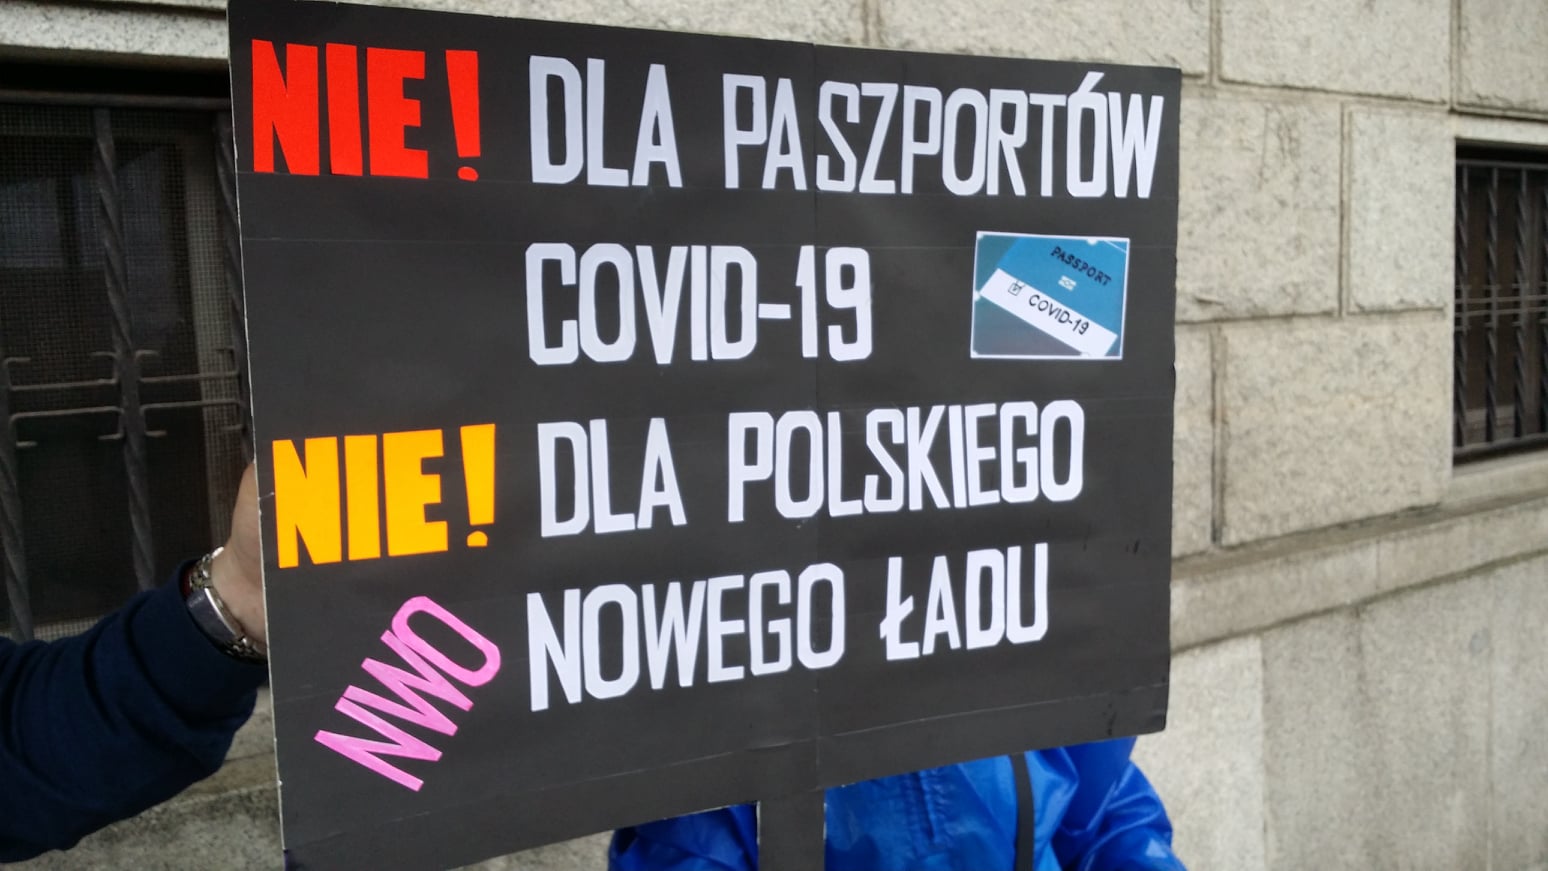 NIE! DLA PASZPORTÓW
COVID-19
PASSPORT
COVID-19
NIE! DLA POLSKIEGO
NOWEGO ŁADU
NWO